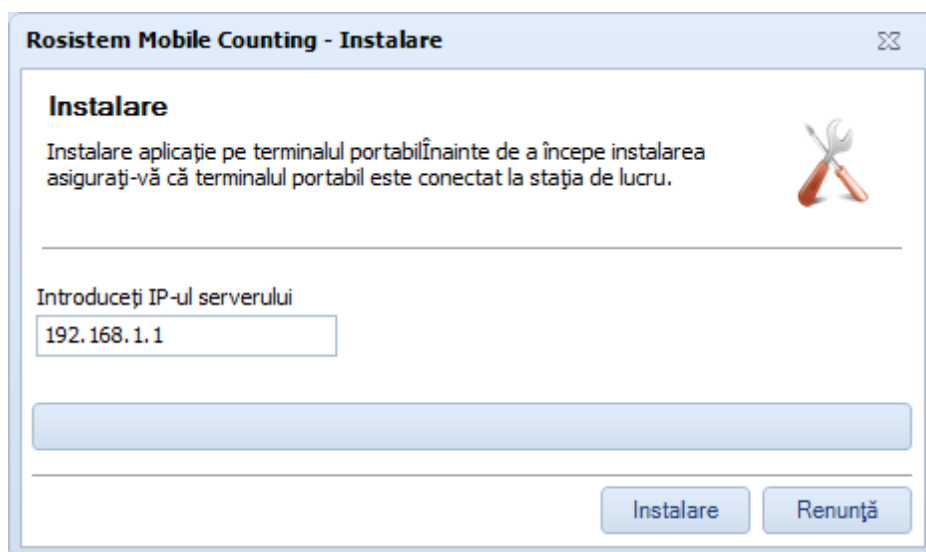 Rosistem Mobile Counting - Instalare
Instalare
Instalare aplicaţie pe terminalul portabilÎnainte de a începe instalarea
asiguraţi-vă că terminalul portabil este conectat la staţia de lucru.
Introduceţi IP-ul serverului
192.168.1.1
Instalare
Renunţă